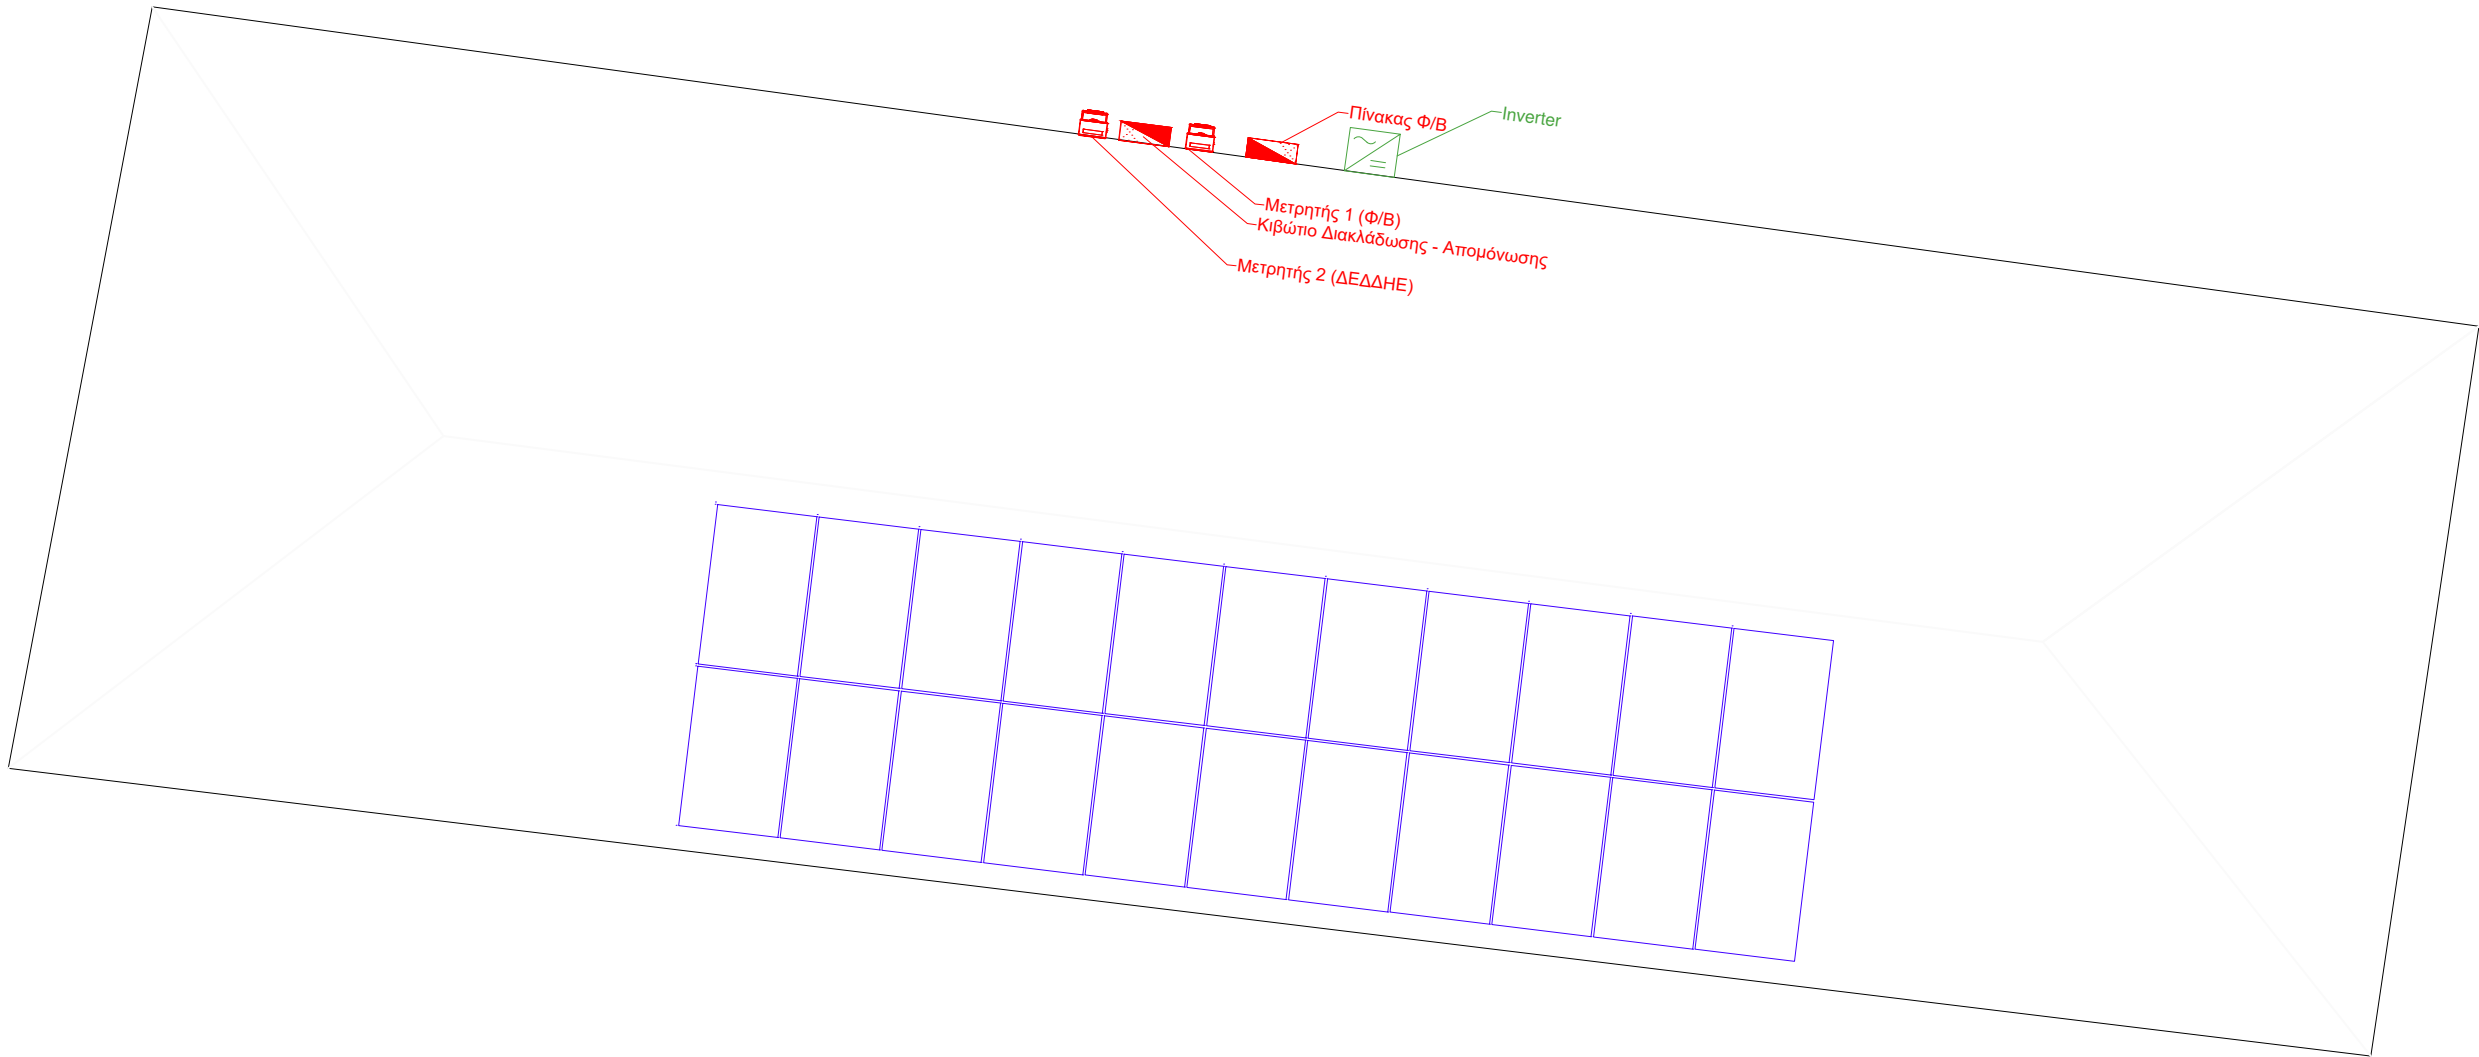 Πίνακας Φ/Β
Inverter
Μετρητής 1 (Φ/Β)
Κιβώτιο Διακλάδωσης - Απομόνωσης
Μετρητής 2 (ΔΕΔΔΗΕ)